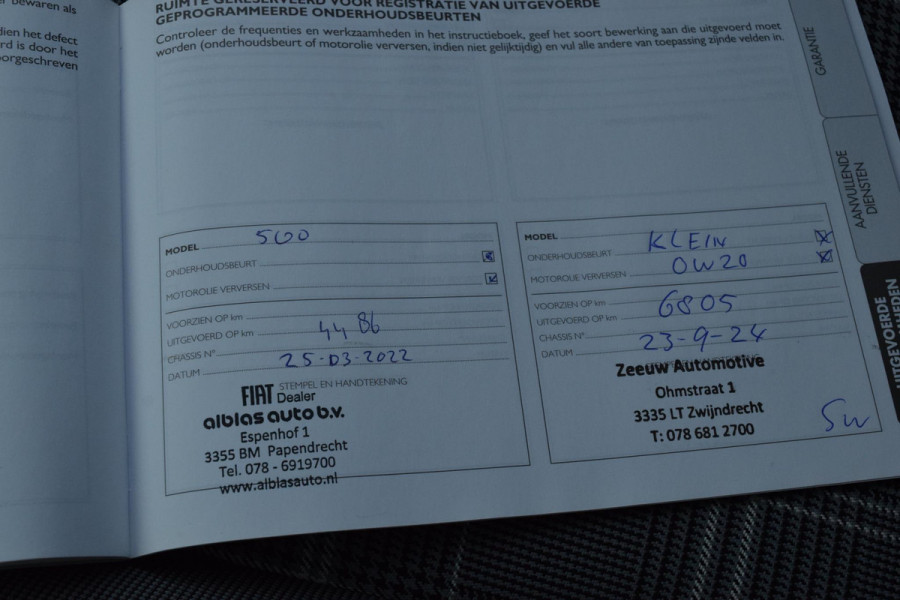 bewaren als
dien het defect
rd is door het
orgeschreven
RUIMTE GERESERVEERD VOOR REGISTRATIE VAN UITGEVOERDE
GEPROGRAMMEERDE ONDERHOUDSBEURTEN
Controleer de frequenties en werkzaamheden in het instructieboek, geef het soort bewerking aan die uitgevoerd moet
worden (onderhoudsbeurt of motorolie verversen, indien niet gelijktijdig) en vul alle andere van toepassing zijnde velden in.
MODEL 500
ONDERHOUDSBEURT
MOTOROLIE VERVERSEN
VOORZIEN OP km
UITGEVOERD OP km 4486
CHASSIS N° 25-03-2022
DATUM
STEMPEL EN HANDTEKENING
FIAT Dealer
alblas auto b.v.
Espenhof 1
3355 BM Papendrecht
Tel. 078 - 6919700
www.alblasauto.nl
MODEL KLEIN
ONDERHOUDSBEURT 0W20
MOTOROLIE VERVERSEN
VOORZIEN OP km 6805
UITGEVOERD OP km
CHASSIS N° 23-9-24
DATUM
Zeeuw Automotive
Ohmstraat 1
3335 LT Zwijndrecht
T: 078 681 2700
GARANTIE
AANVULLENDE
DIENSTEN
UITGEVOERDE